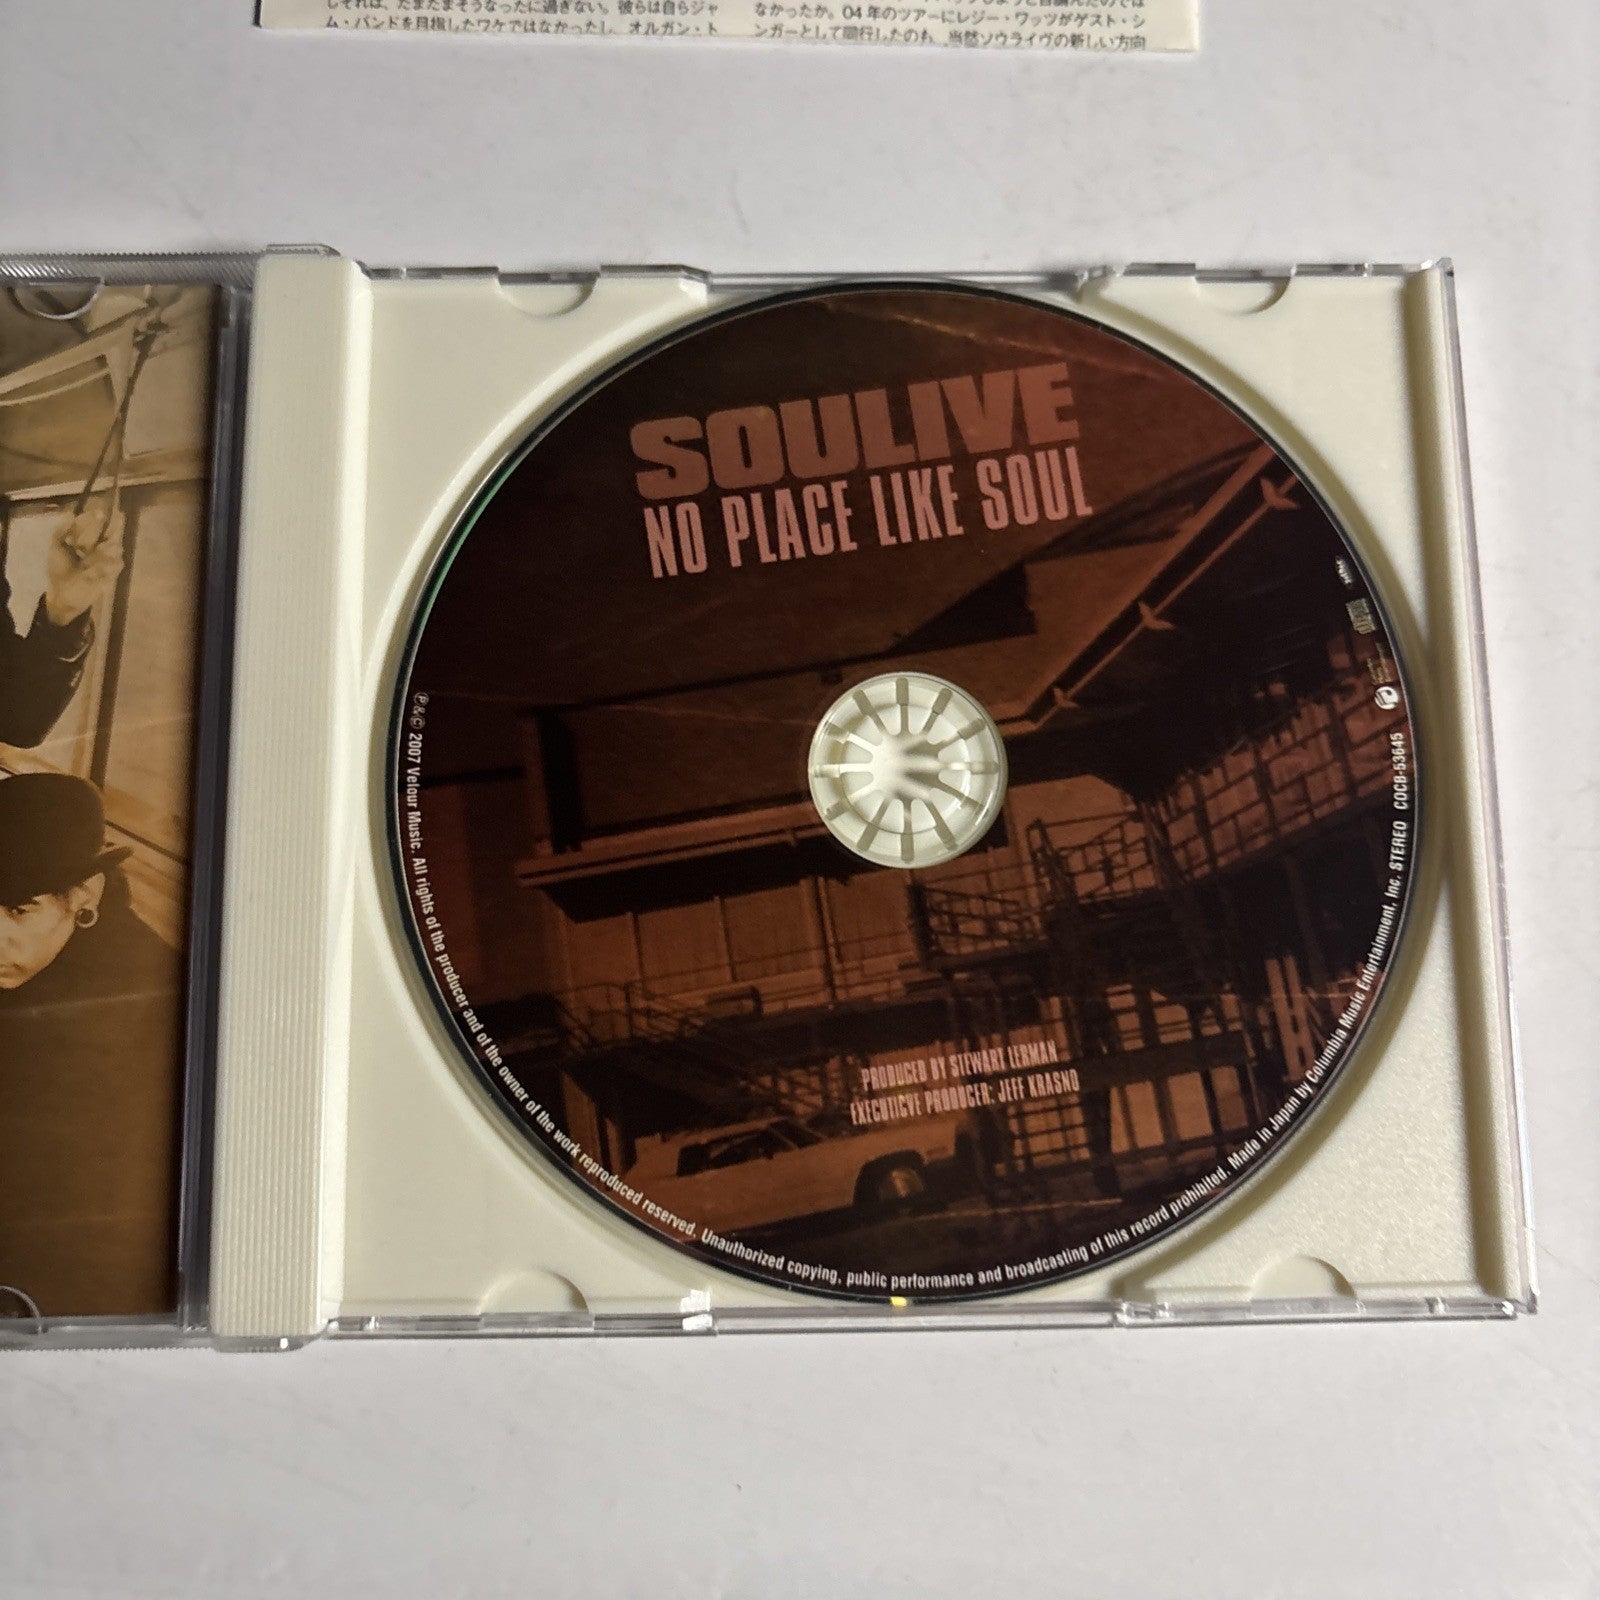 しそれは、たまたまそうなったに過ぎない。彼らは自らジャ
ム・バンドを目指したワケではなかったし、オルガン・ト
なかったか。04年のツアーにレジー・ワッツがゲスト・シ
ンガーとして同行したのも、当然ソウライヴの新しい方向
SOULIVE
NO PLACE LIKE SOUL
PRODUCED BY STEWART LERMAN
EXECUTICVE PRODUCER: JEFF KRASNO
℗&© 2007 Velour Music. All rights of the producer and of the owner of the work reproduced reserved. Unauthorized copying, public performance and broadcasting of this record prohibited. Made in Japan by Columbia Music Entertainment, Inc. STEREO COCB-53645